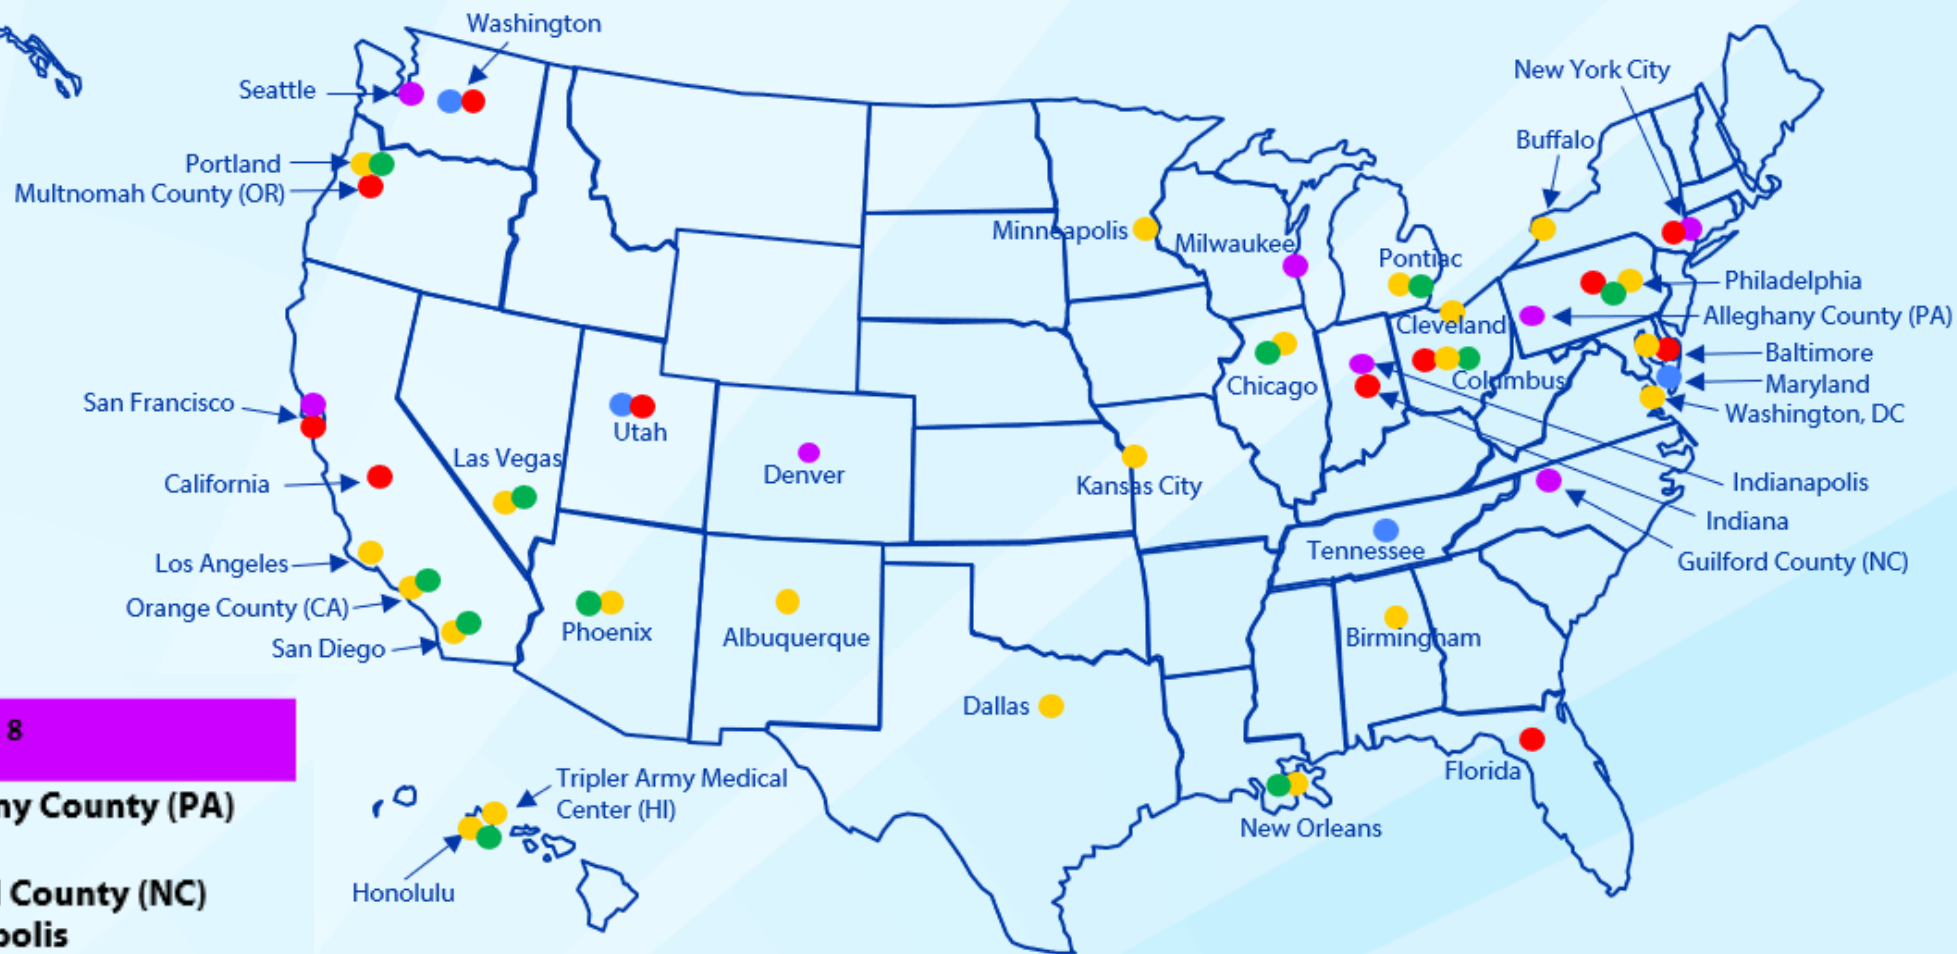 Washington
Seattle
New York City
Buffalo
Portland
Multnomah County (OR)
Minneapolis
Milwaukee
Pontiac
Philadelphia
Alleghany County (PA)
Cleveland
Baltimore
Chicago
Columbus
Maryland
San Francisco
Washington, DC
Utah
Las Vegas
Denver
California
Kansas City
Indianapolis
Indiana
Tennessee
Los Angeles
Guilford County (NC)
Orange County (CA)
Phoenix
Albuquerque
Birmingham
San Diego
Dallas
8
Florida
Tripler Army Medical
Center (HI)
ny County (PA)
New Orleans
Honolulu
County (NC)
polis